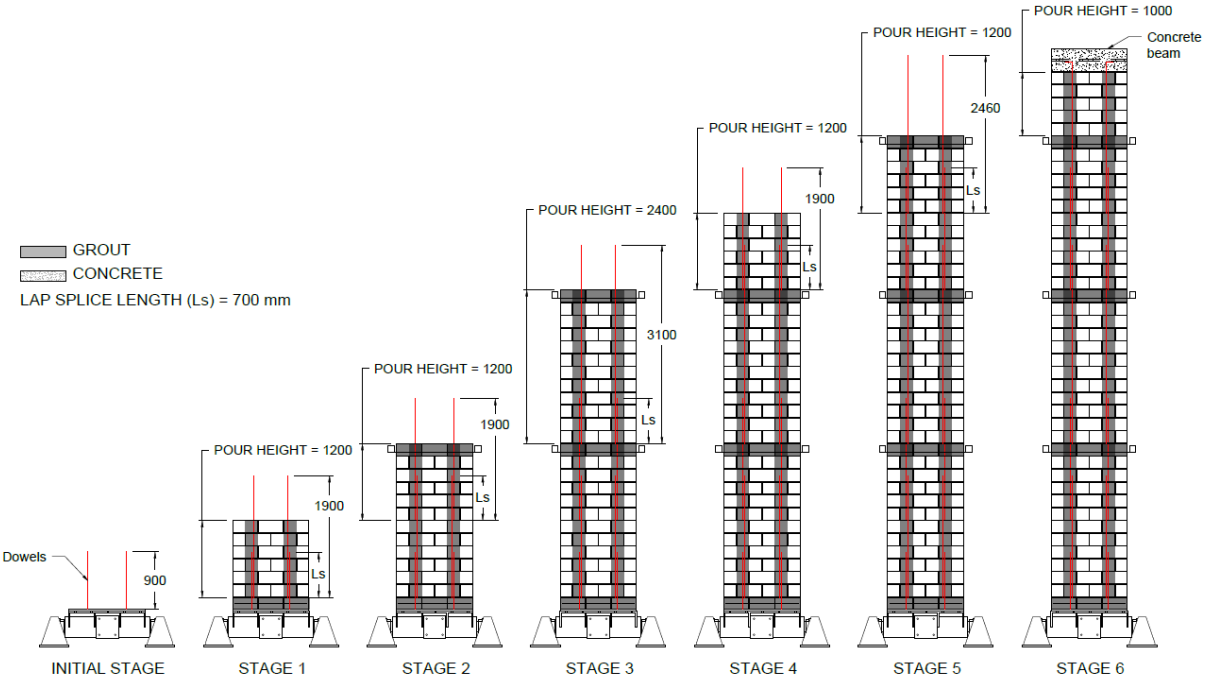 POUR HEIGHT = 1000
Concrete
beam
POUR HEIGHT = 1200
2460
Ls
POUR HEIGHT = 1200
1900
Ls
POUR HEIGHT = 2400
3100
Ls
GROUT
CONCRETE
LAP SPLICE LENGTH (Ls) = 700 mm
POUR HEIGHT = 1200
1900
Ls
POUR HEIGHT = 1200
1900
Ls
Dowels
900
INITIAL STAGE
STAGE 1
STAGE 2
STAGE 3
STAGE 4
STAGE 5
STAGE 6